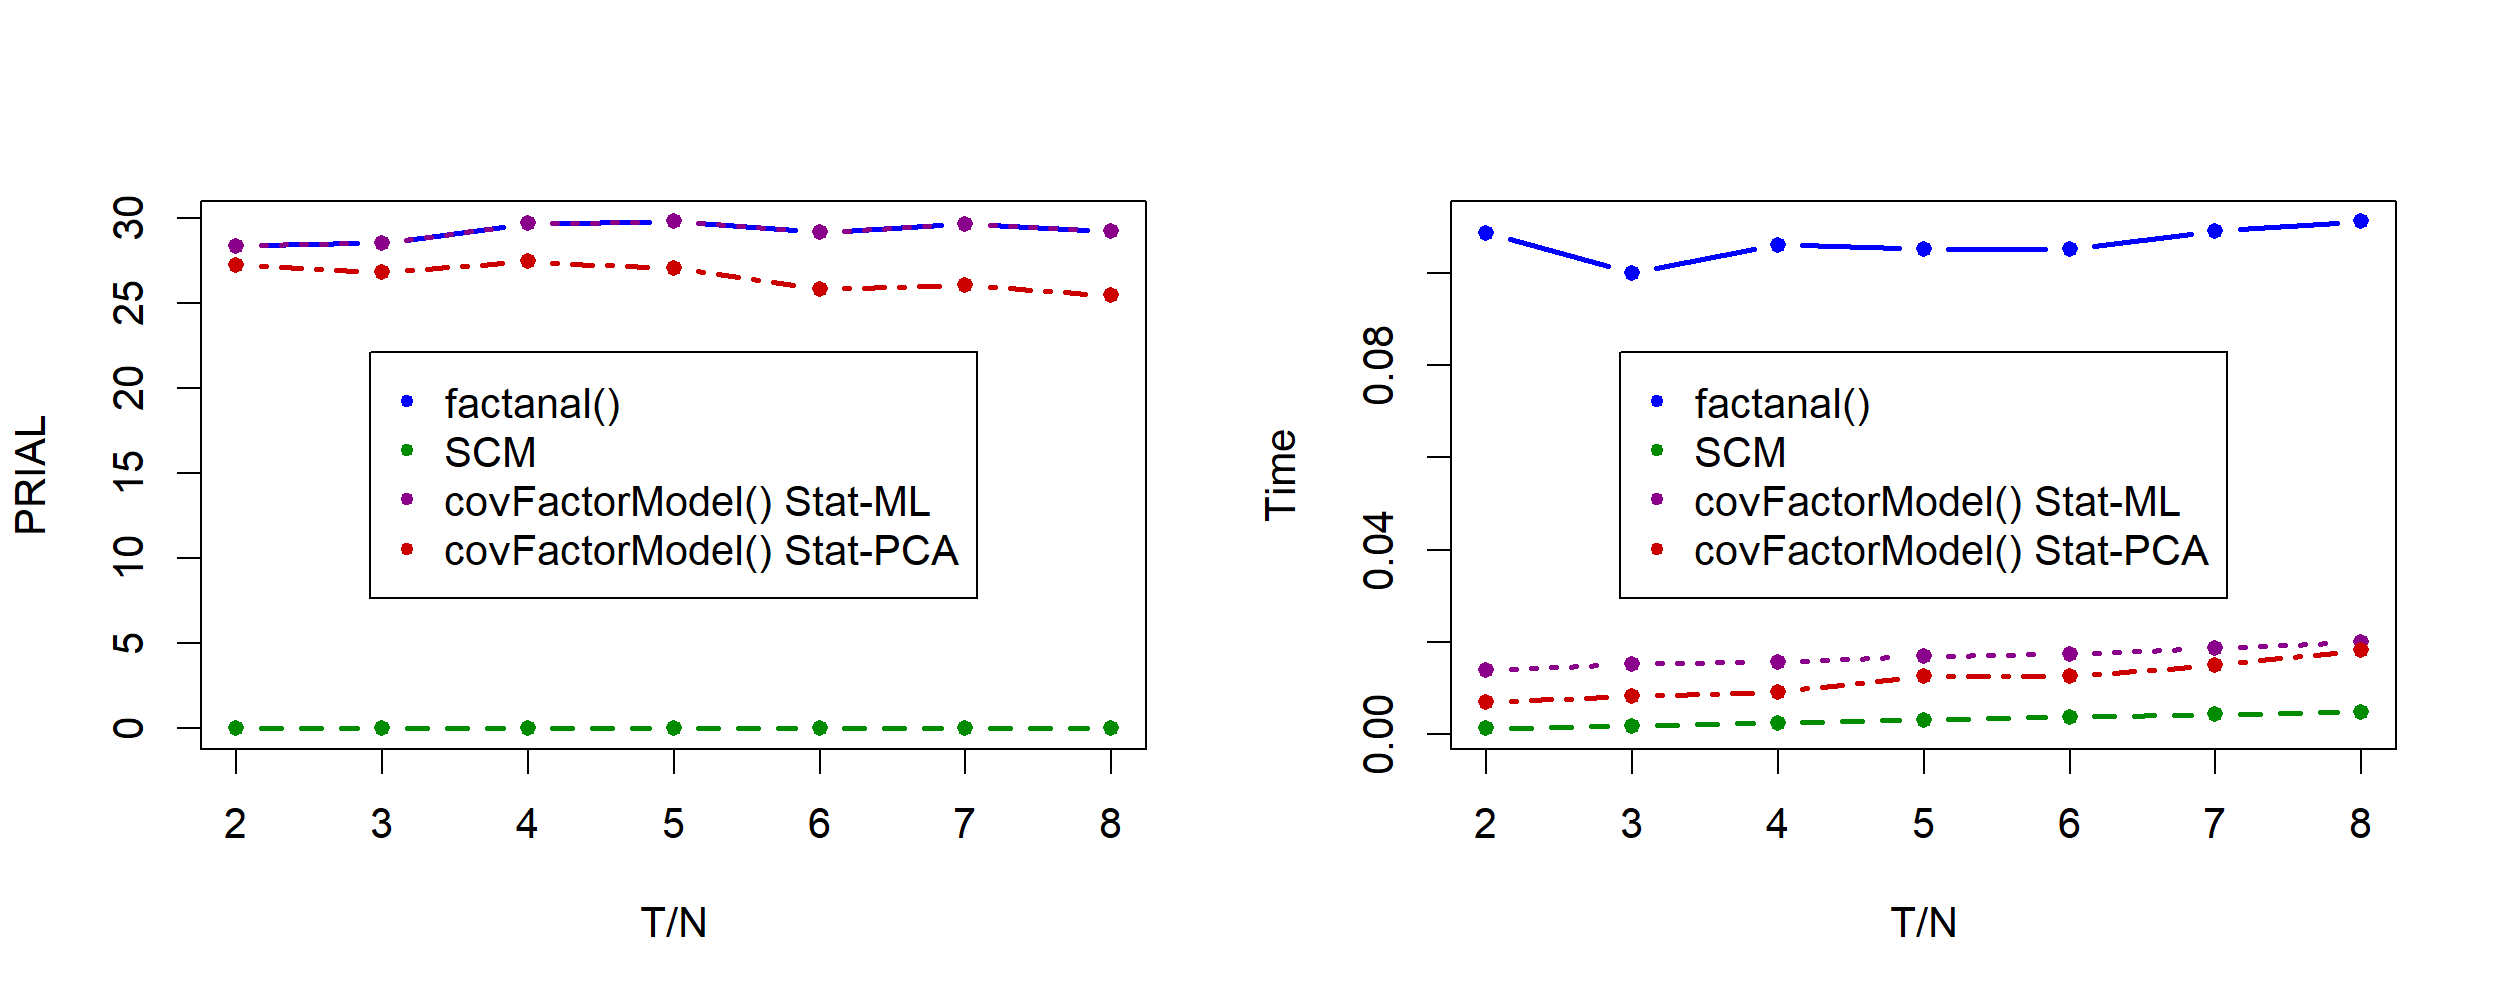 PRIAL
30
25
20
15
10
5
0
factanal()
SCM
covFactorModel() Stat-ML
covFactorModel() Stat-PCA
2 3 4 5 6 7 8
T/N
Time
0.08
0.04
0.00
factanal()
SCM
covFactorModel() Stat-ML
covFactorModel() Stat-PCA
2 3 4 5 6 7 8
T/N